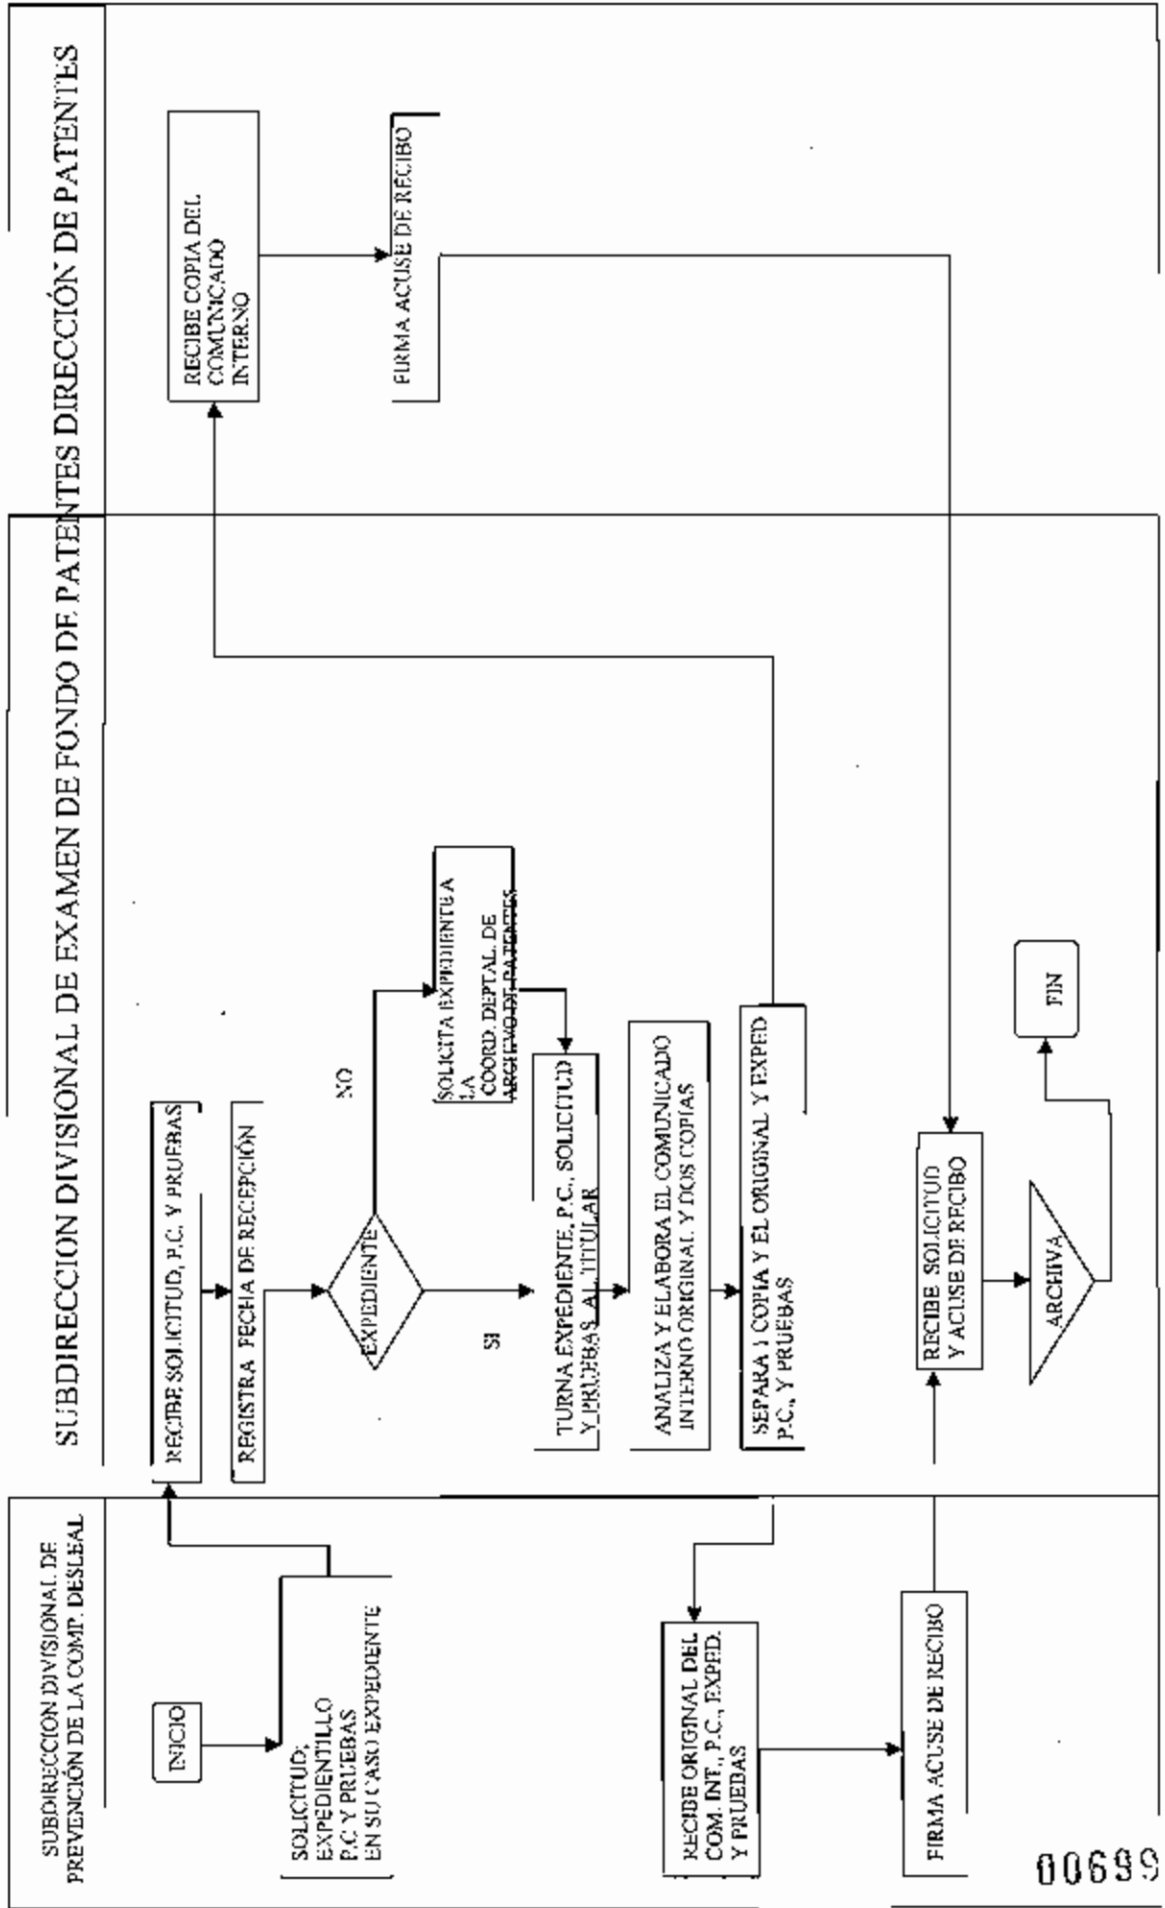 SUBDIRECCION DIVISIONAL DE
PREVENCIÓN DE LA COMP. DESLEAL
SUBDIRECCION DIVISIONAL DE EXAMEN DE FONDO DE PATENTES DIRECCIÓN DE PATENTES
INICIO
SOLICITUD;
EXPEDIENTILLO
P.C Y PRUEBAS
EN SU CASO EXPEDIENTE
RECIBE SOLICITUD, P.C. Y PRUEBAS
REGISTRA FECHA DE RECEPCIÓN
EXPEDIENTE
NO
SI
SOLICITA EXPEDIENTE A
LA
COORD. DEPTAL. DE
ARCHIVO DE PATENTES
TURNA EXPEDIENTE, P.C., SOLICITUD
Y PRUEBAS AL TITULAR
ANALIZA Y ELABORA EL COMUNICADO
INTERNO ORIGINAL Y DOS COPIAS
SEPARA 1 COPIA Y EL ORIGINAL Y EXPED
P.C., Y PRUEBAS
RECIBE COPIA DEL
COMUNICADO
INTERNO
FIRMA ACUSE DE RECIBO
RECIBE ORIGINAL DEL
COM. INT., P.C., EXPED.
Y PRUEBAS
FIRMA ACUSE DE RECIBO
RECIBE SOLICITUD
Y ACUSE DE RECIBO
ARCHIVA
FIN
00699